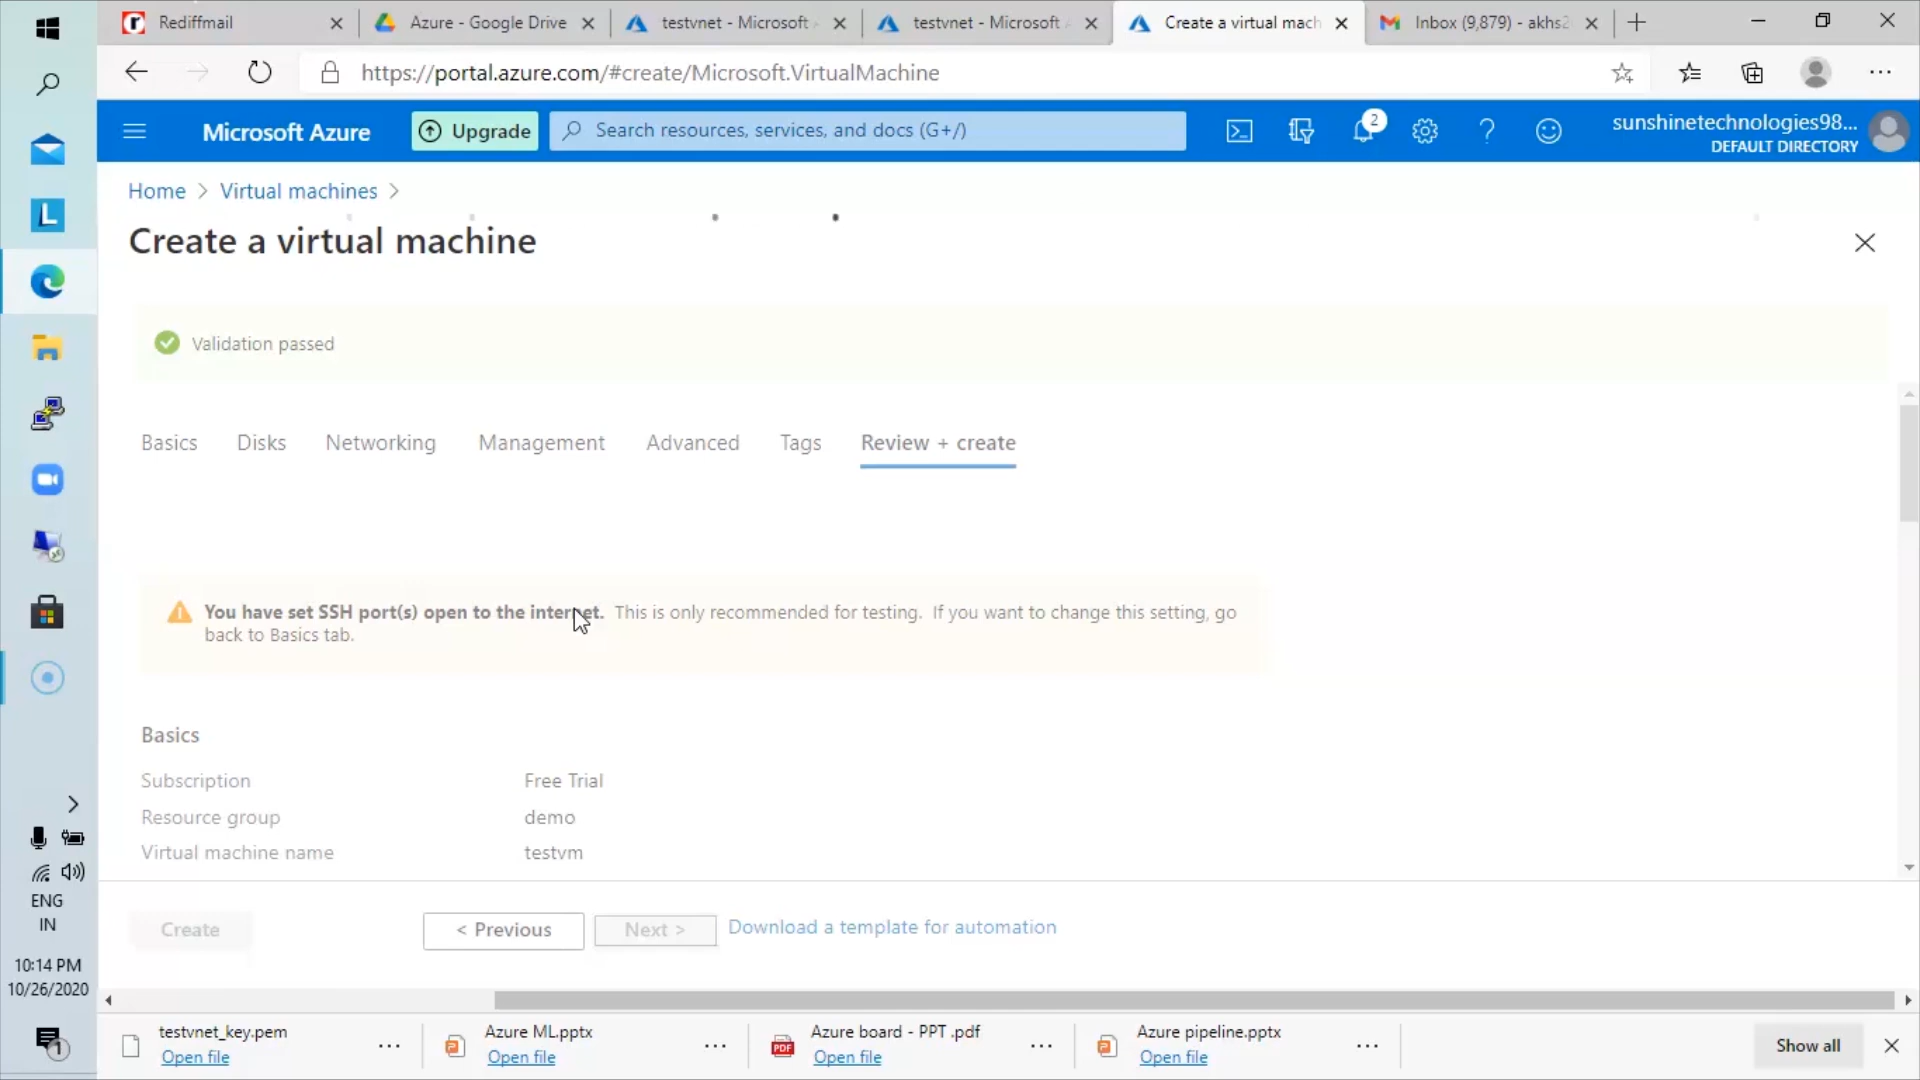 Rediffmail
Azure - Google Drive
testvnet - Microsoft
testvnet - Microsoft
Create a virtual mach
Inbox (9,879) - akhs
https://portal.azure.com/#create/Microsoft.VirtualMachine
Microsoft Azure
Upgrade
Search resources, services, and docs (G+/)
2
sunshinetechnologies98...
DEFAULT DIRECTORY
Home > Virtual machines >
Create a virtual machine
Validation passed
Basics Disks Networking Management Advanced Tags Review + create
You have set SSH port(s) open to the internet. This is only recommended for testing. If you want to change this setting, go
back to Basics tab.
Basics
Subscription Free Trial
Resource group demo
Virtual machine name testvm
Create
< Previous
Next >
Download a template for automation
ENG
IN
10:14 PM
10/26/2020
1
testvnet_key.pem
Open file
Azure ML.pptx
Open file
Azure board - PPT .pdf
Open file
Azure pipeline.pptx
Open file
Show all